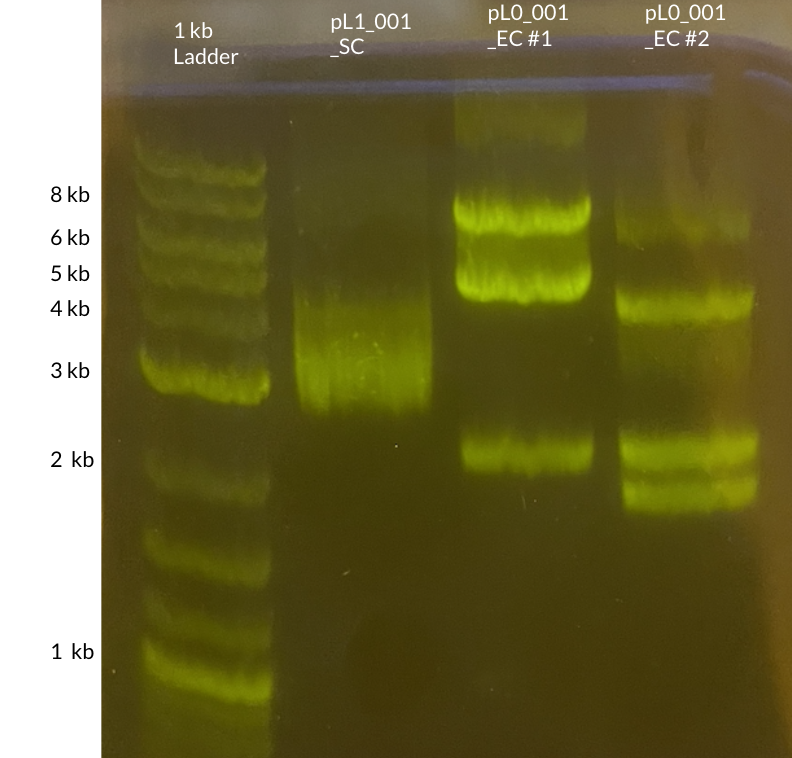 1 kb
Ladder
pL1_001
_SC
pL0_001
_EC #1
pL0_001
_EC #2
8 kb
6 kb
5 kb
4 kb
3 kb
2 kb
1 kb